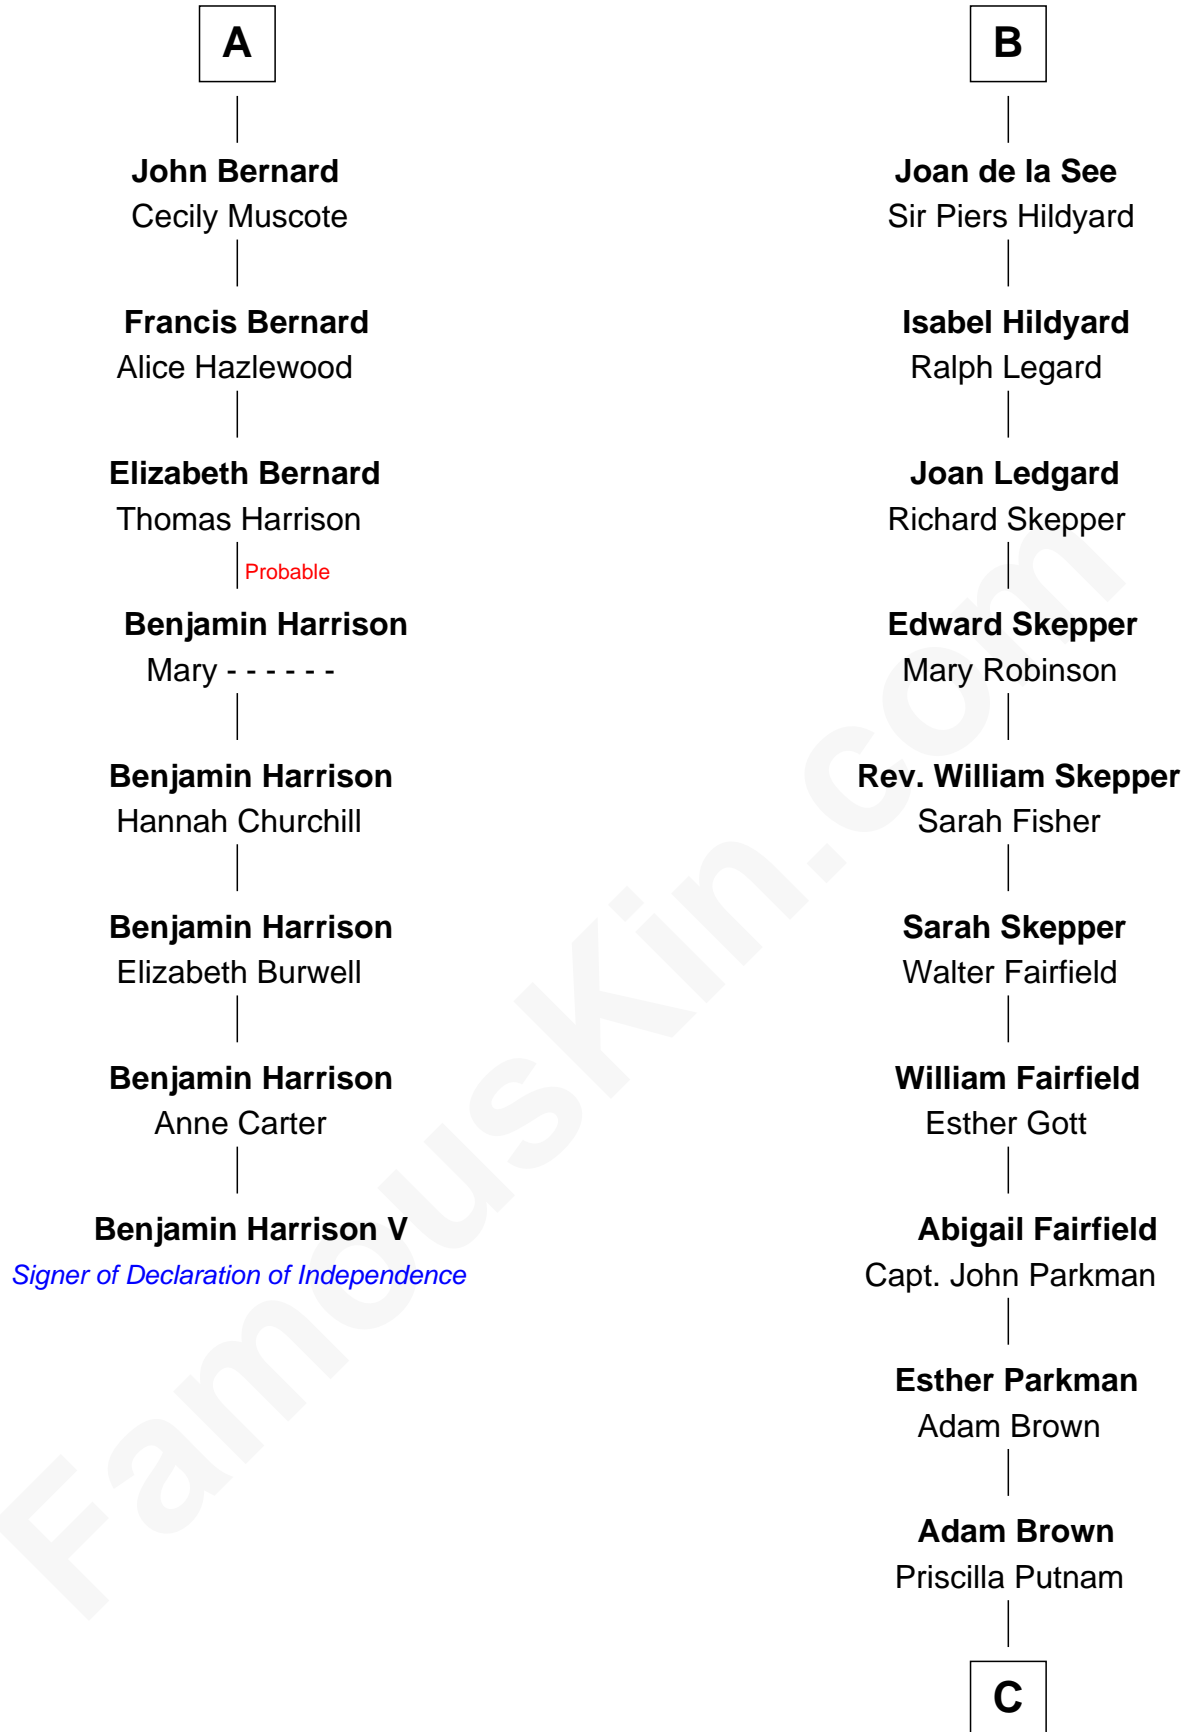 A
John Bernard
Cecily Muscote
Francis Bernard
Alice Hazlewood
Elizabeth Bernard
Thomas Harrison
Probable
Benjamin Harrison
Mary - - - - - -
Benjamin Harrison
Hannah Churchill
Benjamin Harrison
Elizabeth Burwell
Benjamin Harrison
Anne Carter
Benjamin Harrison V
Signer of Declaration of Independence
B
Joan de la See
Sir Piers Hildyard
Isabel Hildyard
Ralph Legard
Joan Ledgard
Richard Skepper
Edward Skepper
Mary Robinson
Rev. William Skepper
Sarah Fisher
Sarah Skepper
Walter Fairfield
William Fairfield
Esther Gott
Abigail Fairfield
Capt. John Parkman
Esther Parkman
Adam Brown
Adam Brown
Priscilla Putnam
C
FamousKin.com